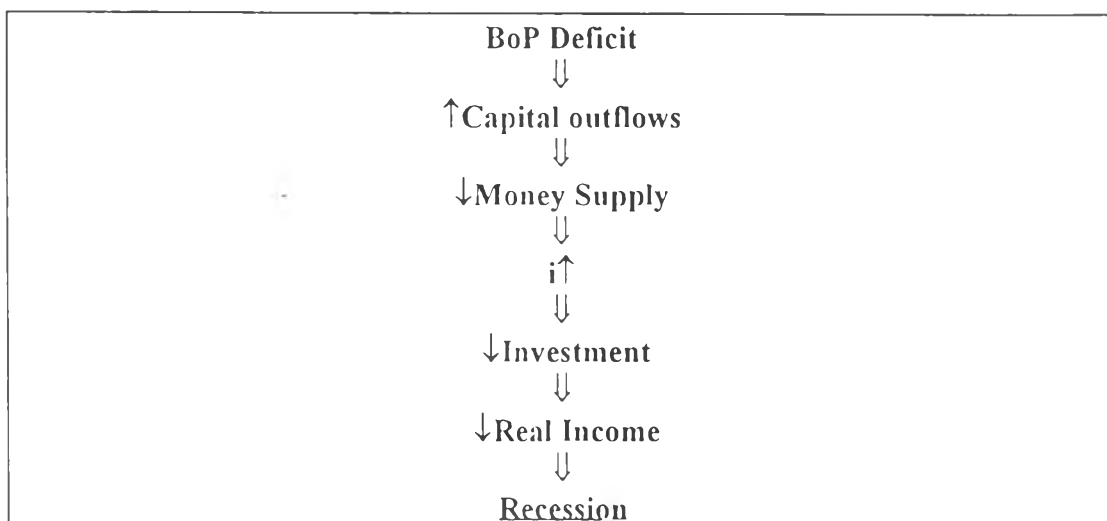 BoP Deficit
⇓
↑Capital outflows
⇓
↓Money Supply
⇓
i↑
⇓
↓Investment
⇓
↓Real Income
⇓
Recession